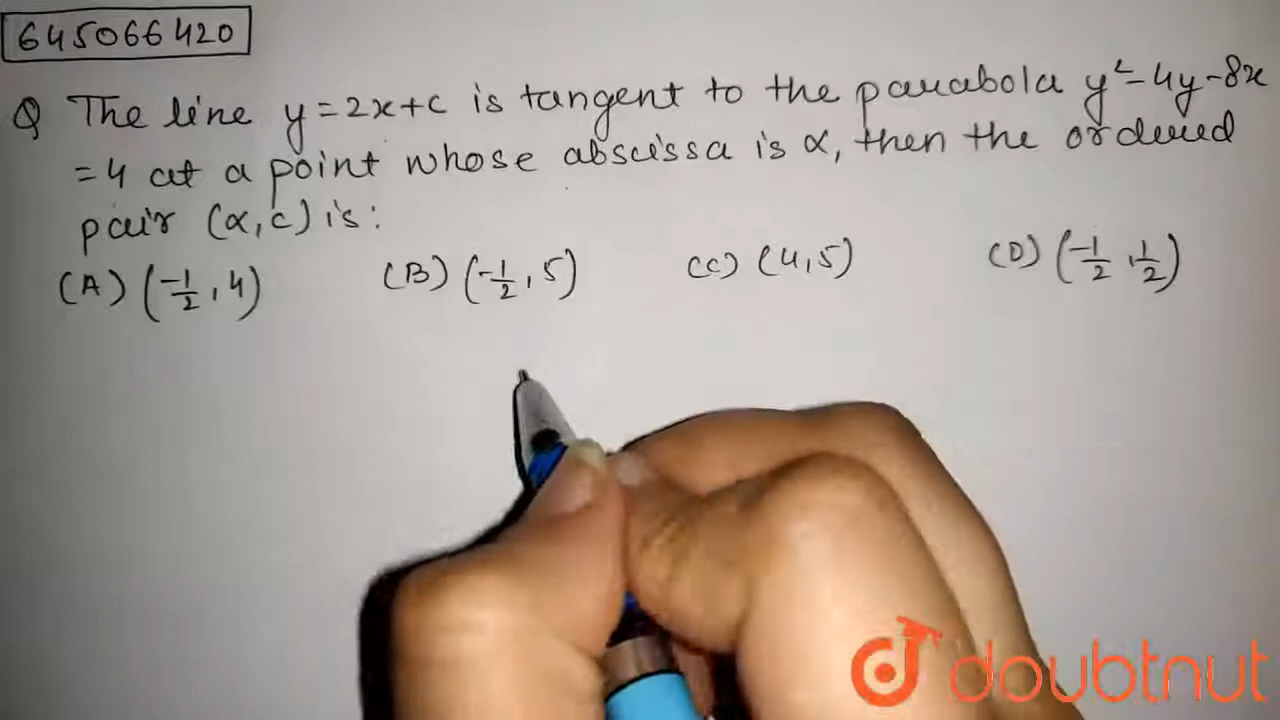 645066420
Q The line y=2x+c is tangent to the parabola y²-4y-8x
=4 at a point whose abscissa is α, then the ordered
pair (α,c) is:
(A) (-1/2, 4) (B) (-1/2, 5) (C) (4,5) (D) (-1/2, 1/2)
doubtnut